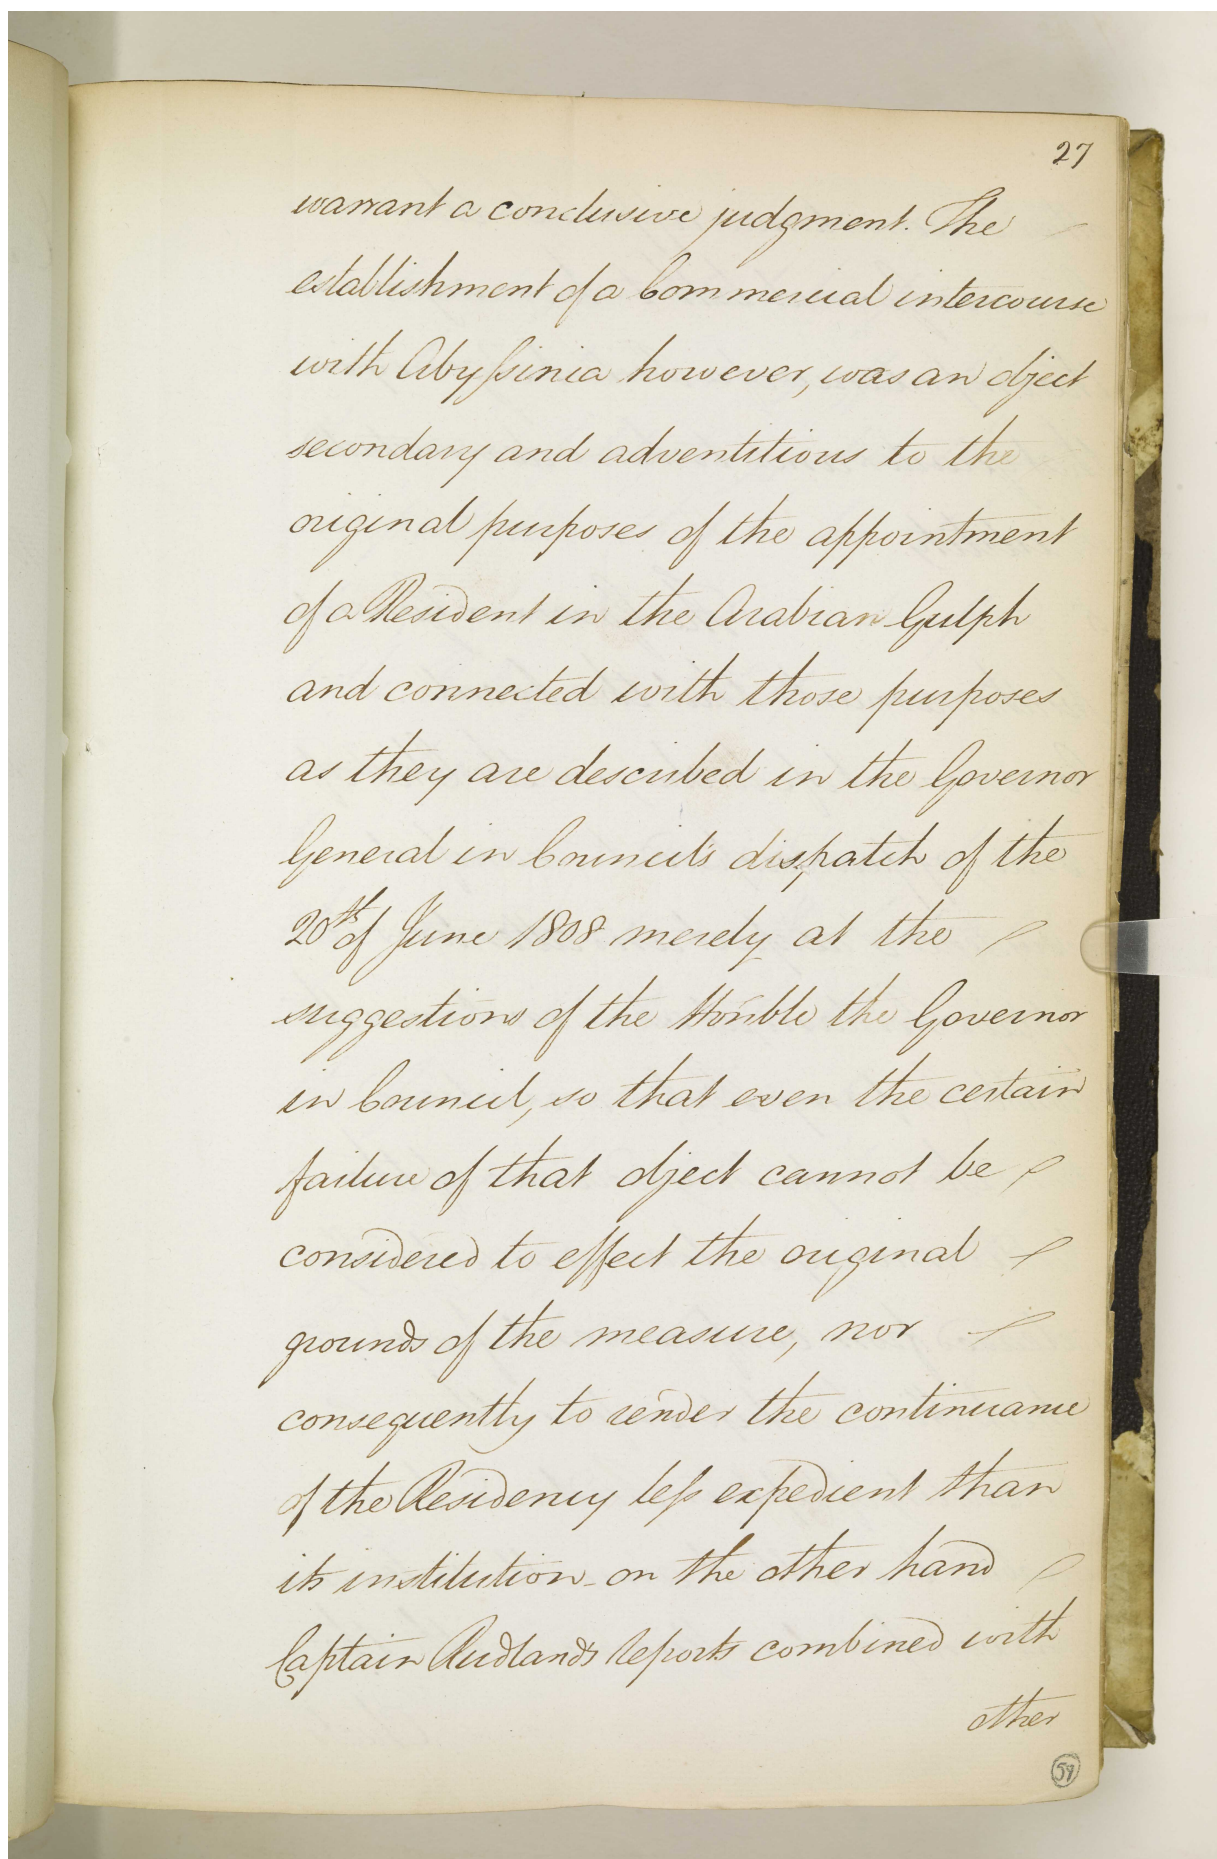 27
warrant a conclusive judgment. The
establishment of a Commercial intercourse
with Abyſsinia however, was an object
secondary and adventitious to the
original purposes of the appointment
of a Resident in the Arabian Gulph
and connected with those purposes
as they are described in the Governor
General in Council's dispatch of the
20th of June 1808 merely at the
suggestions of the Hon'ble the Governor
in Council, so that even the certain
failure of that object cannot be
considered to effect the original
grounds of the measure, nor
consequently to render the continuance
of the Residency leſs expedient than
its institution - on the other hand
Captain Rudland's reports combined with
other
59